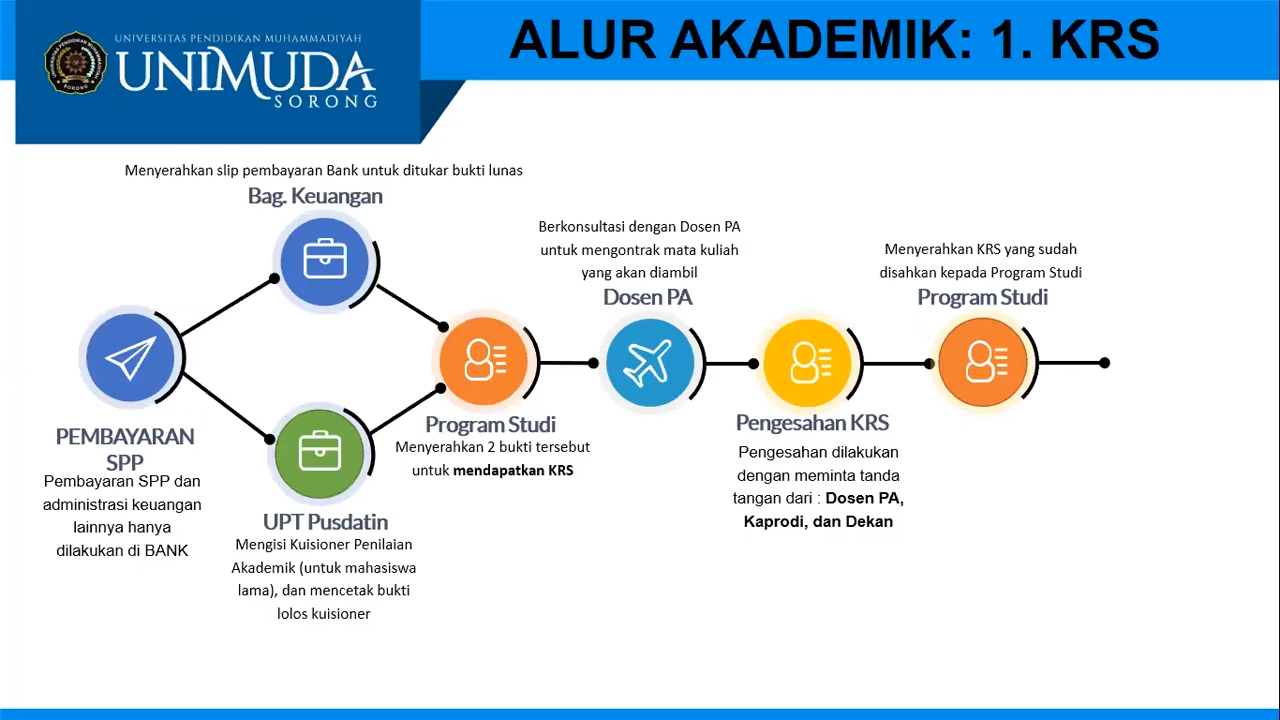 UNIVERSITAS PENDIDIKAN MUHAMMADIYAH
UNIMUDA
SORONG
ALUR AKADEMIK: 1. KRS
Menyerahkan slip pembayaran Bank untuk ditukar bukti lunas
Bag. Keuangan
PEMBAYARAN
SPP
Pembayaran SPP dan
administrasi keuangan
lainnya hanya
dilakukan di BANK
UPT Pusdatin
Mengisi Kuisioner Penilaian
Akademik (untuk mahasiswa
lama), dan mencetak bukti
lolos kuisioner
Program Studi
Menyerahkan 2 bukti tersebut
untuk mendapatkan KRS
Berkonsultasi dengan Dosen PA
untuk mengontrak mata kuliah
yang akan diambil
Dosen PA
Pengesahan KRS
Pengesahan dilakukan
dengan meminta tanda
tangan dari : Dosen PA,
Kaprodi, dan Dekan
Menyerahkan KRS yang sudah
disahkan kepada Program Studi
Program Studi